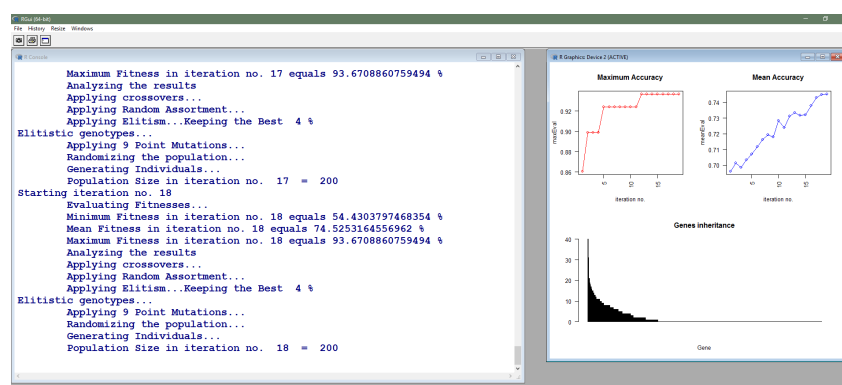 RGui (64-bit)
File History Resize Windows
R Console
Maximum Fitness in iteration no. 17 equals 93.6708860759494 %
Analyzing the results
Applying crossovers...
Applying Random Assortment...
Applying Elitism...Keeping the Best 4 %
Elitistic genotypes...
Applying 9 Point Mutations...
Randomizing the population...
Generating Individuals...
Population Size in iteration no. 17 = 200
Starting iteration no. 18
Evaluating Fitnesses...
Minimum Fitness in iteration no. 18 equals 54.4303797468354 %
Mean Fitness in iteration no. 18 equals 74.5253164556962 %
Maximum Fitness in iteration no. 18 equals 93.6708860759494 %
Analyzing the results
Applying crossovers...
Applying Random Assortment...
Applying Elitism...Keeping the Best 4 %
Elitistic genotypes...
Applying 9 Point Mutations...
Randomizing the population...
Generating Individuals...
Population Size in iteration no. 18 = 200
R Graphics: Device 2 (ACTIVE)
Maximum Accuracy
maxEval
0.92
0.90
0.88
0.86
5
10
15
iteration no.
Mean Accuracy
meanEval
0.74
0.73
0.72
0.71
0.70
5
10
15
iteration no.
Genes inheritance
40
30
20
10
0
Gene